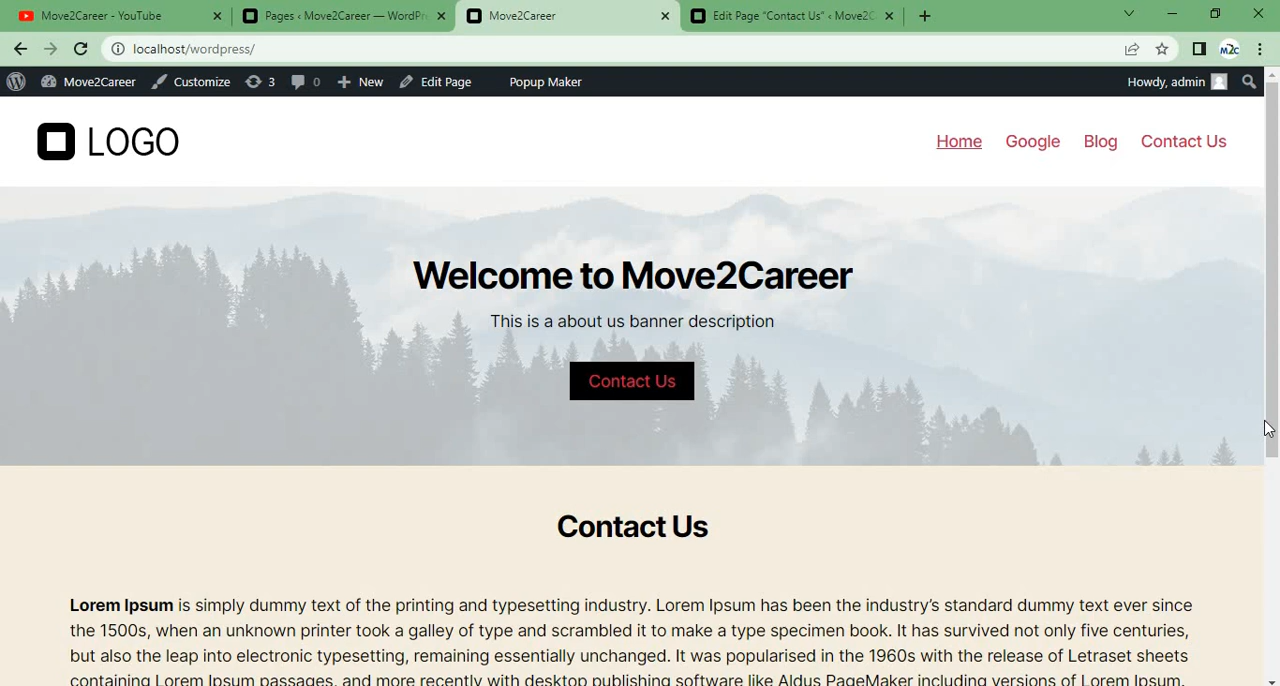 Move2Career - YouTube
Pages ‹ Move2Career — WordPr
Move2Career
Edit Page “Contact Us” ‹ Move2C
localhost/wordpress/
M2C
Move2Career
Customize
3
0
New
Edit Page
Popup Maker
Howdy, admin
LOGO
Home
Google
Blog
Contact Us
Welcome to Move2Career
This is a about us banner description
Contact Us
Contact Us
Lorem Ipsum is simply dummy text of the printing and typesetting industry. Lorem Ipsum has been the industry’s standard dummy text ever since
the 1500s, when an unknown printer took a galley of type and scrambled it to make a type specimen book. It has survived not only five centuries,
but also the leap into electronic typesetting, remaining essentially unchanged. It was popularised in the 1960s with the release of Letraset sheets
containing Lorem Ipsum passages, and more recently with desktop publishing software like Aldus PageMaker including versions of Lorem Ipsum.